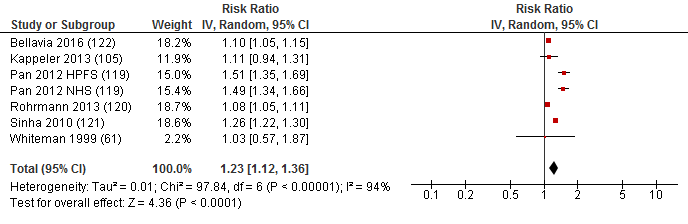 Risk Ratio Risk Ratio
Study or Subgroup Weight IV, Random, 95% CI IV, Random, 95% CI
Bellavia 2016 (122) 18.2% 1.10 [1.05, 1.15]
Kappeler 2013 (105) 11.9% 1.11 [0.94, 1.31]
Pan 2012 HPFS (119) 15.0% 1.51 [1.35, 1.69]
Pan 2012 NHS (119) 15.4% 1.49 [1.34, 1.66]
Rohrmann 2013 (120) 18.7% 1.08 [1.05, 1.11]
Sinha 2010 (121) 18.6% 1.26 [1.22, 1.30]
Whiteman 1999 (61) 2.2% 1.03 [0.57, 1.87]
Total (95% CI) 100.0% 1.23 [1.12, 1.36]
Heterogeneity: Tau² = 0.01; Chi² = 97.84, df = 6 (P < 0.00001); I² = 94%
Test for overall effect: Z = 4.36 (P < 0.0001)
0.1 0.2 0.5 1 2 5 10